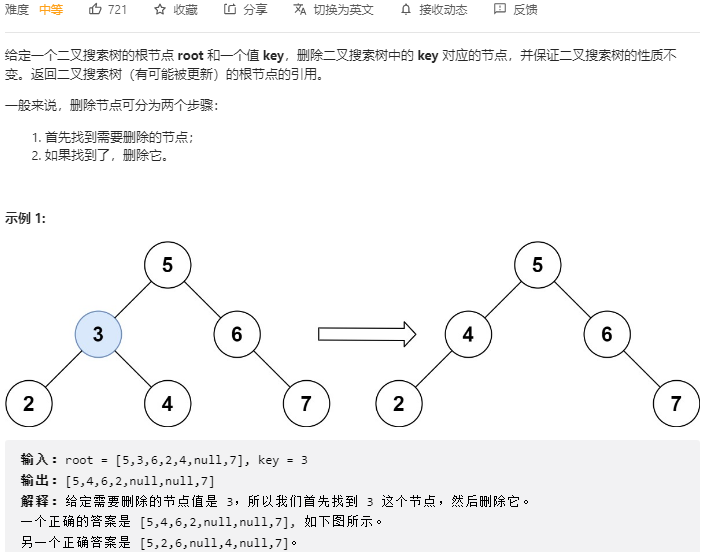 难度 中等 721 收藏 分享 切换为英文 接收动态 反馈
给定一个二叉搜索树的根节点 root 和一个值 key，删除二叉搜索树中的 key 对应的节点，并保证二叉搜索树的性质不
变。返回二叉搜索树（有可能被更新）的根节点的引用。
一般来说，删除节点可分为两个步骤：
1. 首先找到需要删除的节点；
2. 如果找到了，删除它。
示例 1:
5 5
3 6 4 6
2 4 7 2 7
输入：root = [5,3,6,2,4,null,7], key = 3
输出：[5,4,6,2,null,null,7]
解释：给定需要删除的节点值是 3，所以我们首先找到 3 这个节点，然后删除它。
一个正确的答案是 [5,4,6,2,null,null,7], 如下图所示。
另一个正确答案是 [5,2,6,null,4,null,7]。